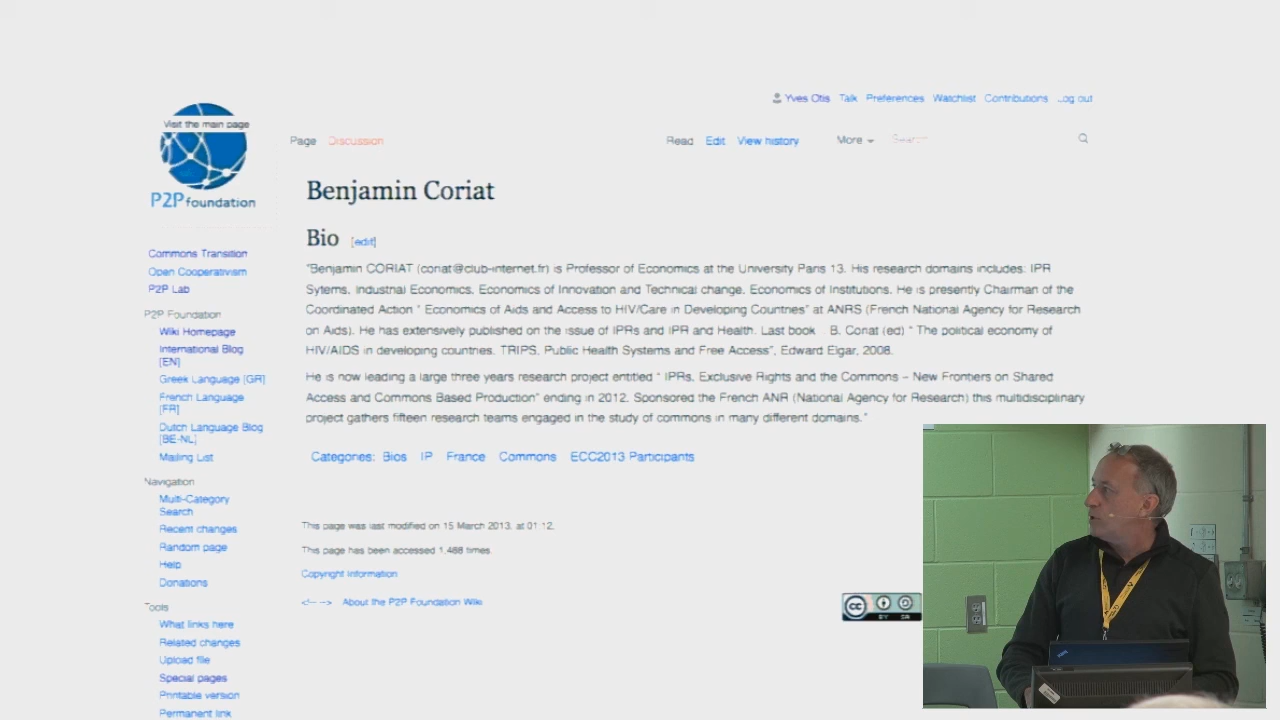 Yves Otis Talk Preferences Watchlist Contributions Log out
Visit the main page
P2P foundation
Page Discussion Read Edit View history More Search
Benjamin Coriat
Bio [edit]
"Benjamin CORIAT (coriat@club-internet.fr) is Professor of Economics at the University Paris 13. His research domains includes: IPR
Sytems, Industrial Economics, Economics of Innovation and Technical change, Economics of Institutions. He is presently Chairman of the
Coordinated Action " Economics of Aids and Access to HIV/Care in Developing Countries" at ANRS (French National Agency for Research
on Aids). He has extensively published on the issue of IPRs and IPR and Health. Last book B. Coriat (ed) " The political economy of
HIV/AIDS in developing countries. TRIPS, Public Health Systems and Free Access", Edward Elgar, 2008.
He is now leading a large three years research project entitled " IPRs, Exclusive Rights and the Commons – New Frontiers on Shared
Access and Commons Based Production" ending in 2012. Sponsored the French ANR (National Agency for Research) this multidisciplinary
project gathers fifteen research teams engaged in the study of commons in many different domains."
Categories: Bios IP France Commons ECC2013 Participants
This page was last modified on 15 March 2013, at 01:12.
This page has been accessed 1,488 times.
Copyright information
<!-- --> About the P2P Foundation Wiki
CC BY SA
Commons Transition
Open Cooperativism
P2P Lab
P2P Foundation
Wiki Homepage
International Blog
[EN]
Greek Language [GR]
French Language
[FR]
Dutch Language Blog
[BE-NL]
Mailing List
Navigation
Multi-Category
Search
Recent changes
Random page
Help
Donations
Tools
What links here
Related changes
Upload file
Special pages
Printable version
Permanent link